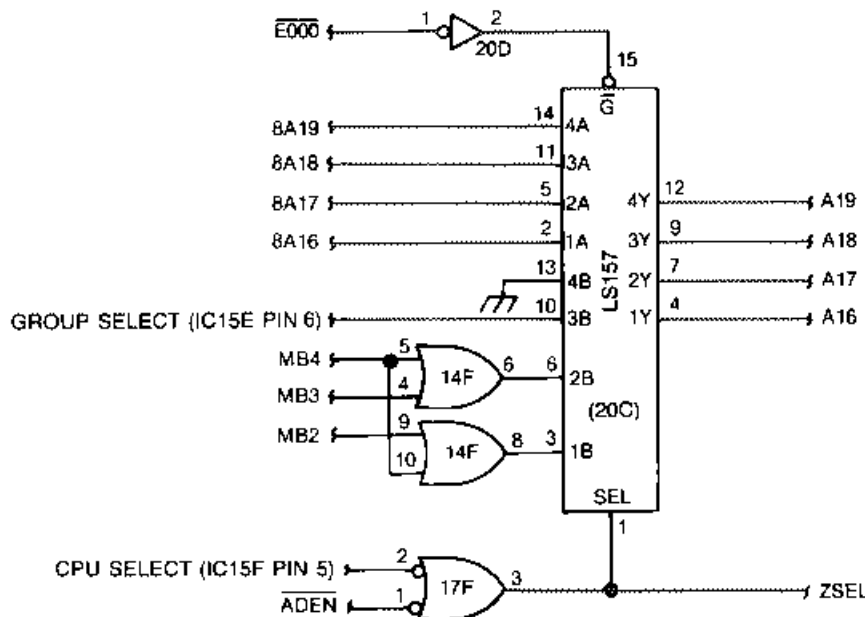 E000
1
2
20D
15
G
8A19
14
4A
8A18
11
3A
8A17
5
2A
4Y
12
A19
8A16
2
1A
3Y
9
A18
13
4B
LS157
2Y
7
A17
GROUP SELECT (IC15E PIN 6)
10
3B
1Y
4
A16
MB4
5
14F
6
6
2B
MB3
4
(20C)
MB2
9
14F
8
3
1B
10
SEL
1
CPU SELECT (IC15F PIN 5)
2
17F
3
ZSEL
ADEN
1